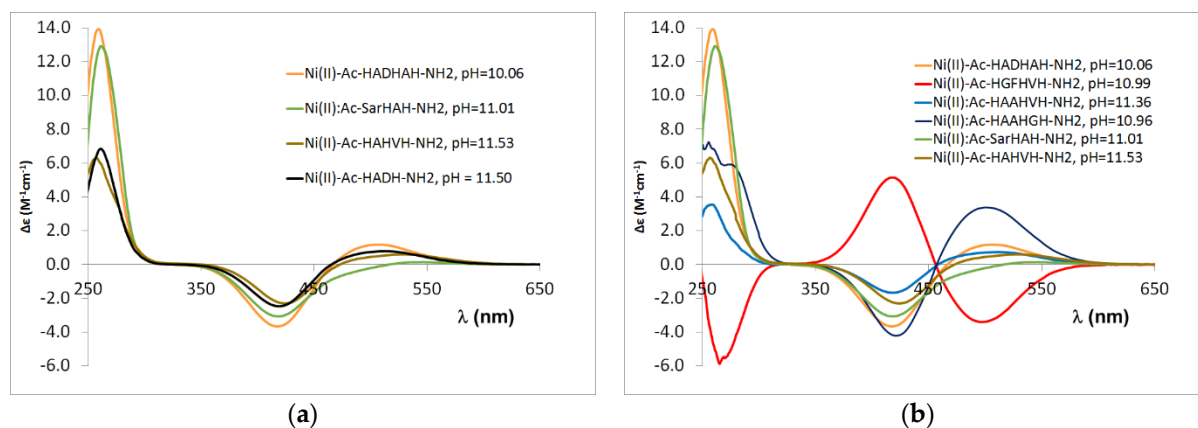 14.0
12.0
10.0
8.0
6.0
4.0
2.0
0.0
-2.0
-4.0
-6.0
Δε (M⁻¹cm⁻¹)
250
350
450
550
650
λ (nm)
Ni(II)-Ac-HADHAH-NH2, pH=10.06
Ni(II):Ac-SarHAH-NH2, pH=11.01
Ni(II)-Ac-HAHVH-NH2, pH=11.53
Ni(II)-Ac-HADH-NH2, pH = 11.50
(a)
14.0
12.0
10.0
8.0
6.0
4.0
2.0
0.0
-2.0
-4.0
-6.0
Δε (M⁻¹cm⁻¹)
250
350
450
550
650
λ (nm)
Ni(II)-Ac-HADHAH-NH2, pH=10.06
Ni(II)-Ac-HGFHVH-NH2, pH=10.99
Ni(II):Ac-HAAHVH-NH2, pH=11.36
Ni(II):Ac-HAAHGH-NH2, pH=10.96
Ni(II):Ac-SarHAH-NH2, pH=11.01
Ni(II)-Ac-HAHVH-NH2, pH=11.53
(b)